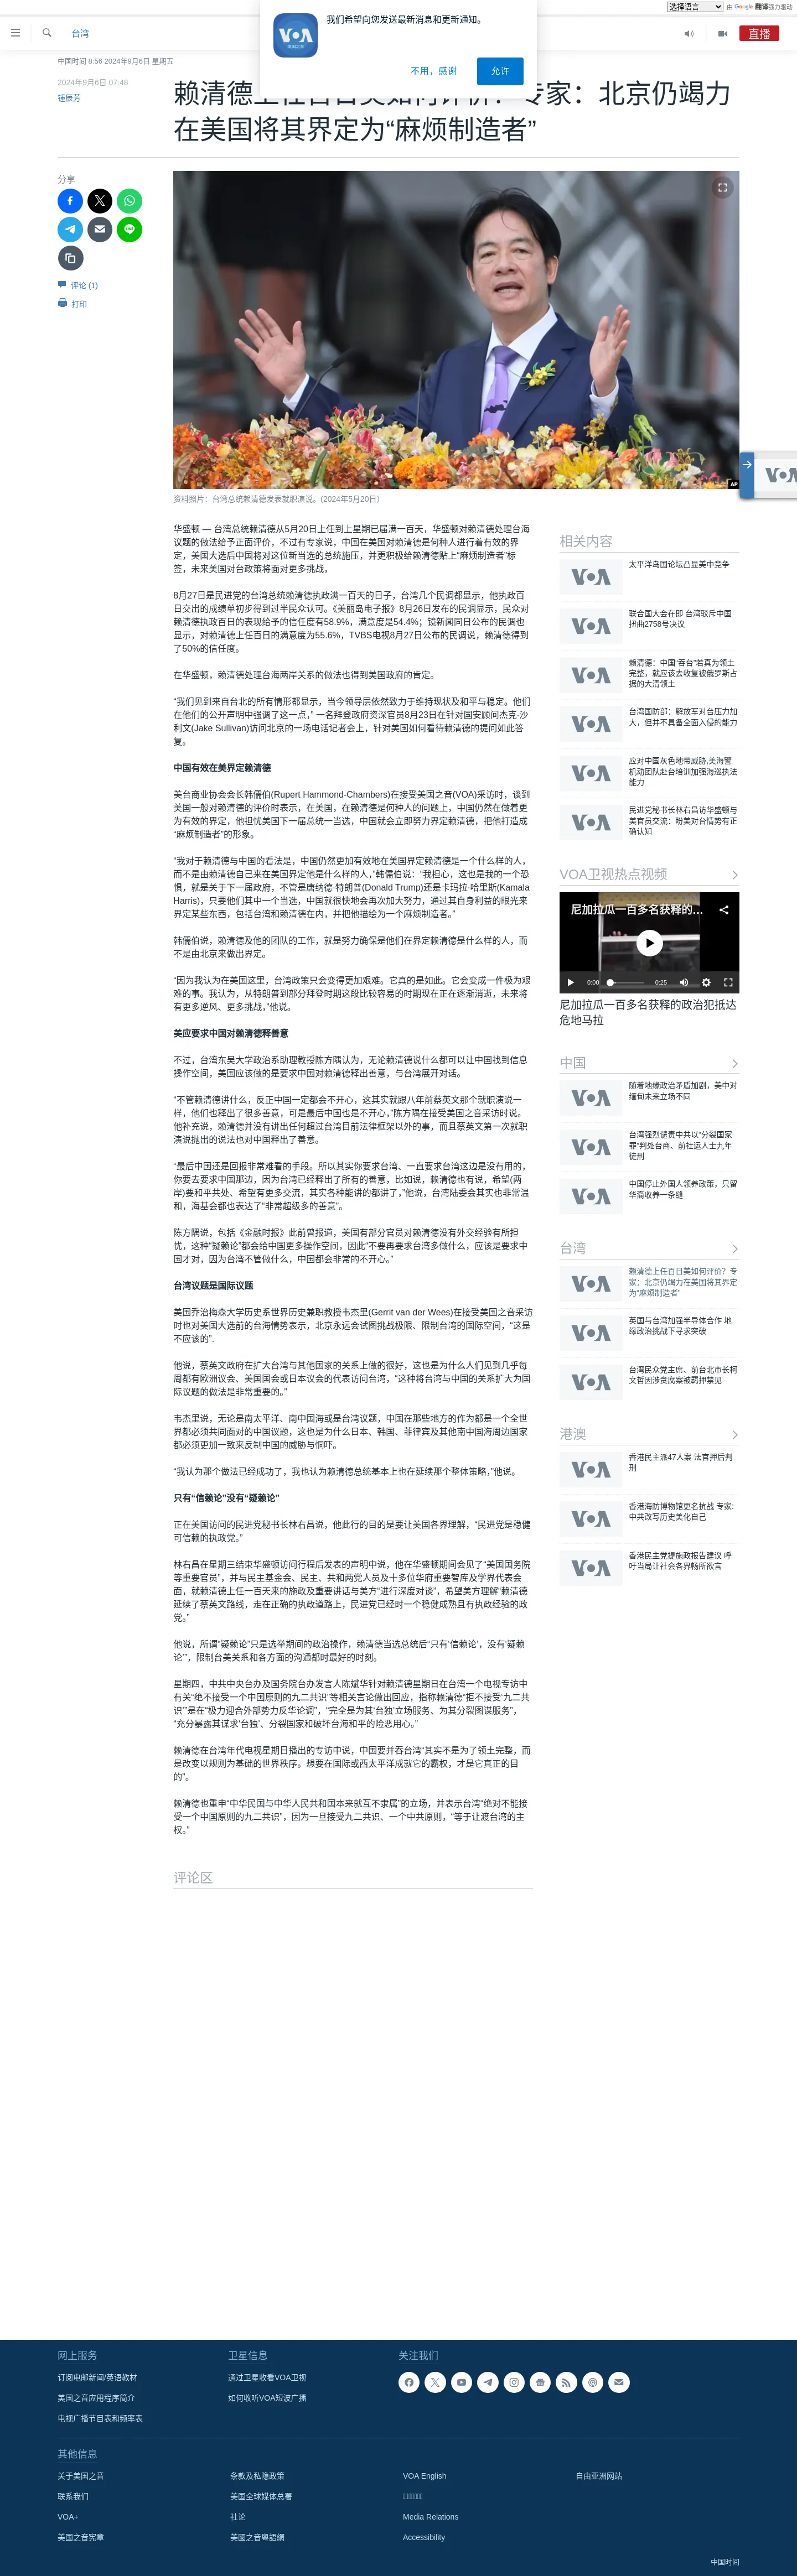 选择语言 由 Google 翻译强力驱动
我们希望向您发送最新消息和更新通知。
VOA
美国之音
不用，感谢
允许
台湾
直播
中国时间 8:56 2024年9月6日 星期五
2024年9月6日 07:48
锺辰芳
专家：北京仍竭力
在美国将其界定为“麻烦制造者”
分享
评论 (1)
打印
AP
资料照片：台湾总统赖清德发表就职演说。(2024年5月20日)
华盛顿 — 台湾总统赖清德从5月20日上任到上星期已届满一百天，华盛顿对赖清德处理台海
议题的做法给予正面评价，不过有专家说，中国在美国对赖清德是何种人进行着有效的界
定，美国大选后中国将对这位新当选的总统施压，并更积极给赖清德贴上“麻烦制造者”标
签，未来美国对台政策将面对更多挑战，
8月27日是民进党的台湾总统赖清德执政满一百天的日子，台湾几个民调都显示，他执政百
日交出的成绩单初步得到过半民众认可。《美丽岛电子报》8月26日发布的民调显示，民众对
赖清德执政百日的表现给予的信任度有58.9%，满意度是54.4%；镜新闻同日公布的民调也
显示，对赖清德上任百日的满意度为55.6%，TVBS电视8月27日公布的民调说，赖清德得到
了50%的信任度。
在华盛顿，赖清德处理台海两岸关系的做法也得到美国政府的肯定。
“我们见到来自台北的所有情形都显示，当今领导层依然致力于维持现状及和平与稳定。他们
在他们的公开声明中强调了这一点，” 一名拜登政府资深官员8月23日在针对国安顾问杰克·沙
利文(Jake Sullivan)访问北京的一场电话记者会上，针对美国如何看待赖清德的提问如此答
复。
中国有效在美界定赖清德
美台商业协会会长韩儒伯(Rupert Hammond-Chambers)在接受美国之音(VOA)采访时，谈到
美国一般对赖清德的评价时表示，在美国，在赖清德是何种人的问题上，中国仍然在做着更
为有效的界定，他担忧美国下一届总统一当选，中国就会立即努力界定赖清德，把他打造成
“麻烦制造者”的形象。
“我对于赖清德与中国的看法是，中国仍然更加有效地在美国界定赖清德是一个什么样的人，
而不是由赖清德自己来在美国界定他是什么样的人，”韩儒伯说：“我担心，这也是我的一个恐
惧，就是关于下一届政府，不管是唐纳德·特朗普(Donald Trump)还是卡玛拉·哈里斯(Kamala
Harris)，只要他们其中一个当选，中国就很快地会再次加大努力，通过其自身利益的眼光来
界定某些东西，包括台湾和赖清德在内，并把他描绘为一个麻烦制造者。”
韩儒伯说，赖清德及他的团队的工作，就是努力确保是他们在界定赖清德是什么样的人，而
不是由北京来做出界定。
“因为我认为在美国这里，台湾政策只会变得更加艰难。它真的是如此。它会变成一件极为艰
难的事。我认为，从特朗普到部分拜登时期这段比较容易的时期现在正在逐渐消逝，未来将
有更多逆风、更多挑战，”他说。
美应要求中国对赖清德释善意
不过，台湾东吴大学政治系助理教授陈方隅认为，无论赖清德说什么都可以让中国找到信息
操作空间，美国应该做的是要求中国对赖清德释出善意，与台湾展开对话。
“不管赖清德讲什么，反正中国一定都会不开心，这其实就跟八年前蔡英文那个就职演说一
样，他们也释出了很多善意，可是最后中国也是不开心，”陈方隅在接受美国之音采访时说。
他补充说，赖清德并没有讲出任何超过台湾目前法律框架以外的事，而且蔡英文第一次就职
演说抛出的说法也对中国释出了善意。
“最后中国还是回报非常难看的手段。所以其实你要求台湾、一直要求台湾这边是没有用的，
你要去要求中国那边，因为台湾已经释出了所有的善意，比如说，赖清德也有说，希望(两
岸)要和平共处、希望有更多交流，其实各种能讲的都讲了，”他说，台湾陆委会其实也非常温
和，海基会都也表达了“非常超级多的善意”。
陈方隅说，包括《金融时报》此前曾报道，美国有部分官员对赖清德没有外交经验有所担
忧，这种“疑赖论”都会给中国更多操作空间，因此“不要再要求台湾多做什么，应该是要求中
国才对，因为台湾不管做什么，中国都会非常的不开心。”
台湾议题是国际议题
美国乔治梅森大学历史系世界历史兼职教授韦杰里(Gerrit van der Wees)在接受美国之音采访
时也对美国大选前的台海情势表示，北京永远会试图挑战极限、限制台湾的国际空间，“这是
不应该的”.
他说，蔡英文政府在扩大台湾与其他国家的关系上做的很好，这也是为什么人们见到几乎每
周都有欧洲议会、美国国会或日本议会的代表访问台湾，“这种将台湾与中国的关系扩大为国
际议题的做法是非常重要的。”
韦杰里说，无论是南太平洋、南中国海或是台湾议题，中国在那些地方的作为都是一个全世
界都必须共同面对的中国议题，这也是为什么日本、韩国、菲律宾及其他南中国海周边国家
都必须更加一致来反制中国的威胁与恫吓。
“我认为那个做法已经成功了，我也认为赖清德总统基本上也在延续那个整体策略，”他说。
只有“信赖论”没有“疑赖论”
正在美国访问的民进党秘书长林右昌说，他此行的目的是要让美国各界理解，“民进党是稳健
可信赖的执政党。”
林右昌在星期三结束华盛顿访问行程后发表的声明中说，他在华盛顿期间会见了“美国国务院
等重要官员”，并与民主基金会、民主、共和两党人员及十多位华府重要智库及学界代表会
面，就赖清德上任一百天来的施政及重要讲话与美方“进行深度对谈”，希望美方理解“赖清德
延续了蔡英文路线，走在正确的执政道路上，民进党已经时一个稳健成熟且有执政经验的政
党。”
他说，所谓“疑赖论”只是选举期间的政治操作，赖清德当选总统后“只有‘信赖论’，没有‘疑赖
论’”，限制台美关系和各方面的沟通都时最好的时刻。
星期四，中共中央台办及国务院台办发言人陈斌华针对赖清德星期日在台湾一个电视专访中
有关“绝不接受一个中国原则的九二共识”等相关言论做出回应，指称赖清德“拒不接受‘九二共
识’”是在“极力迎合外部势力反华论调”，“完全是为其‘台独’立场服务、为其分裂图谋服务”，
“充分暴露其谋求‘台独’、分裂国家和破坏台海和平的险恶用心。”
赖清德在台湾年代电视星期日播出的专访中说，中国要并吞台湾“其实不是为了领土完整，而
是改变以规则为基础的世界秩序。想要在国际或西太平洋成就它的霸权，才是它真正的目
的”。
赖清德也重申“中华民国与中华人民共和国本来就互不隶属”的立场，并表示台湾“绝对不能接
受一个中国原则的九二共识”，因为一旦接受九二共识、一个中共原则，“等于让渡台湾的主
权。”
评论区
相关内容
太平洋岛国论坛凸显美中竞争
联合国大会在即 台湾驳斥中国
扭曲2758号决议
赖清德：中国“吞台”若真为领土
完整，就应该去收复被俄罗斯占
据的大清领土
台湾国防部：解放军对台压力加
大，但并不具备全面入侵的能力
应对中国灰色地带威胁,美海警
机动团队赴台培训加强海巡执法
能力
民进党秘书长林右昌访华盛顿与
美官员交流：盼美对台情势有正
确认知
VOA卫视热点视频
尼加拉瓜一百多名获释的...
0:00 0:25
尼加拉瓜一百多名获释的政治犯抵达
危地马拉
中国
随着地缘政治矛盾加剧，美中对
缅甸未来立场不同
台湾强烈谴责中共以“分裂国家
罪”判处台商、前社运人士九年
徒刑
中国停止外国人领养政策，只留
华裔收养一条缝
台湾
赖清德上任百日美如何评价？专
家：北京仍竭力在美国将其界定
为“麻烦制造者”
英国与台湾加强半导体合作 地
缘政治挑战下寻求突破
台湾民众党主席、前台北市长柯
文哲因涉贪腐案被羁押禁见
港澳
香港民主派47人案 法官押后判
刑
香港海防博物馆更名抗战 专家:
中共改写历史美化自己
香港民主党提施政报告建议 呼
吁当局让社会各界畅所欲言
网上服务
订阅电邮新闻/英语教材
美国之音应用程序简介
电视广播节目表和频率表
卫星信息
通过卫星收看VOA卫视
如何收听VOA短波广播
关注我们
其他信息
关于美国之音
联系我们
VOA+
美国之音宪章
条款及私隐政策
美国全球媒体总署
社论
美國之音粵語網
VOA English
Media Relations
Accessibility
自由亚洲网站
中国时间